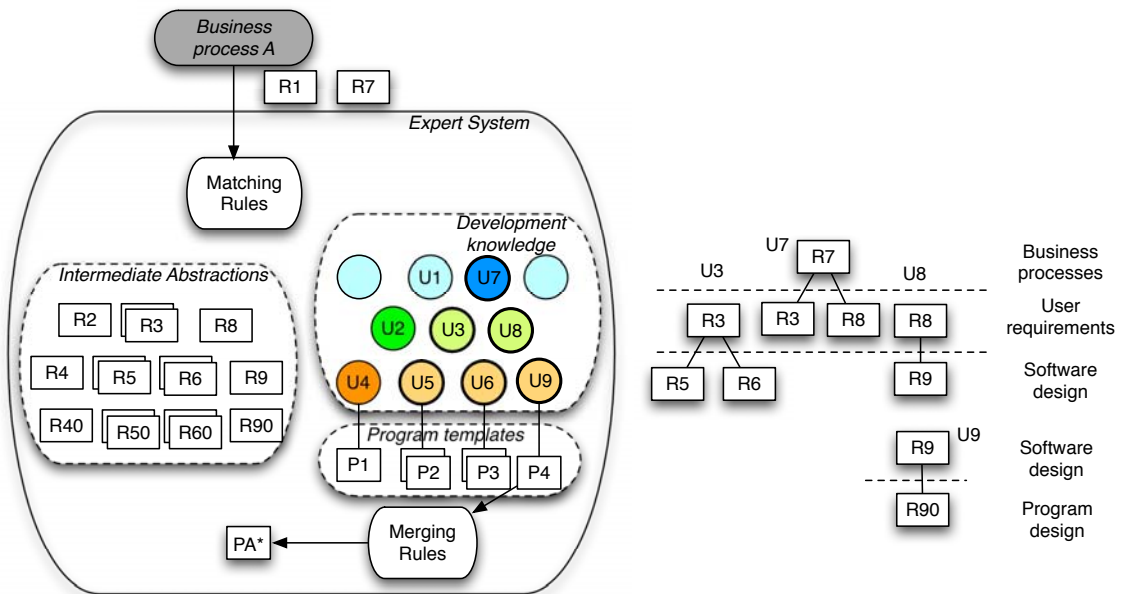 Business
process A
R1 R7
Expert System
Matching
Rules
Development
knowledge
U1 U7
U2 U3 U8
U4 U5 U6 U9
Intermediate Abstractions
R2 R3 R8
R4 R5 R6 R9
R40 R50 R60 R90
Program templates
P1 P2 P3 P4
Merging
Rules
PA*
U7 R7
Business
processes
U3 U8
R3 R3 R8 R8
User
requirements
R5 R6 R9
Software
design
R9 U9
Software
design
R90
Program
design